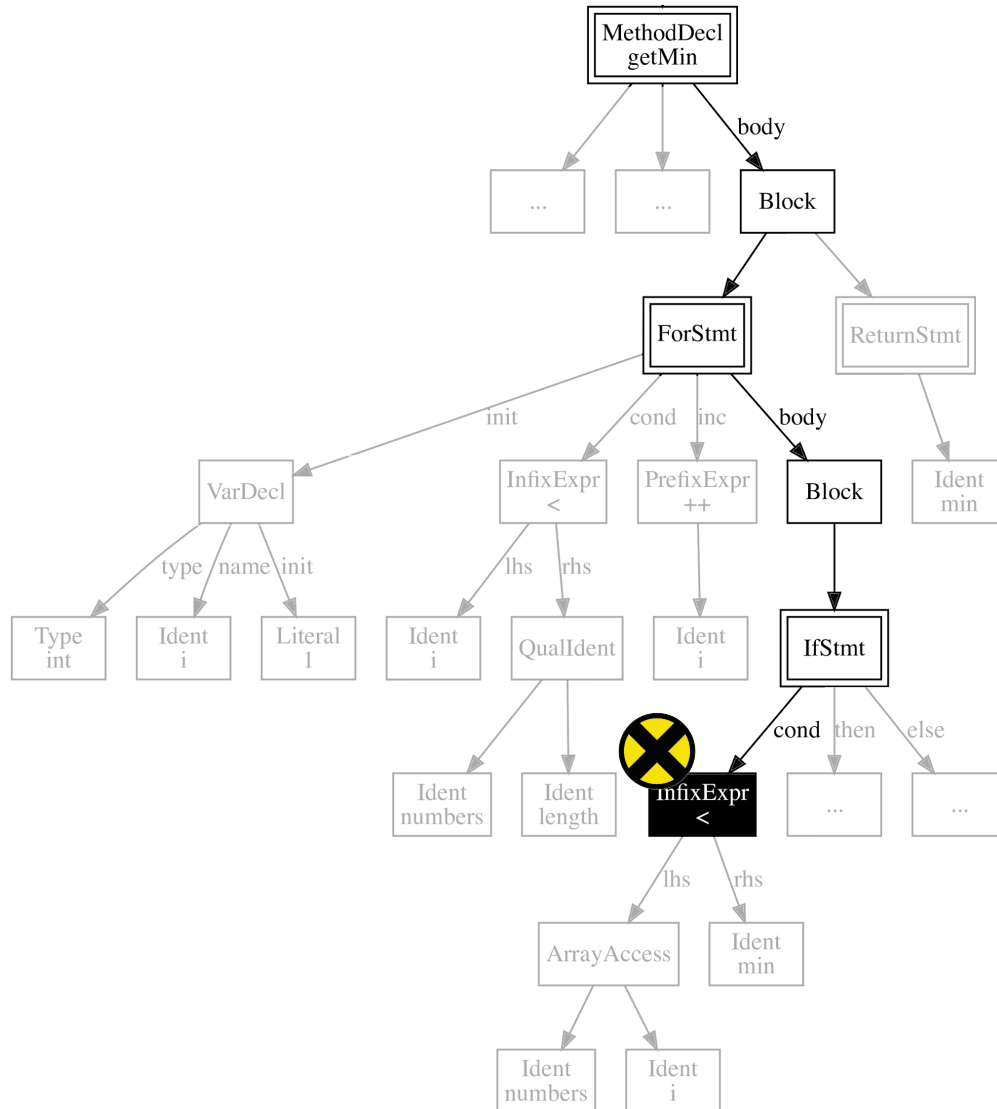 MethodDecl
getMin
body
...
...
Block
ForStmt
ReturnStmt
init
cond
inc
body
VarDecl
InfixExpr
<
PrefixExpr
++
Block
Ident
min
type
name
init
lhs
rhs
Type
int
Ident
i
Literal
1
Ident
i
QualIdent
Ident
i
IfStmt
cond
then
else
Ident
numbers
Ident
length
InfixExpr
<
...
...
lhs
rhs
ArrayAccess
Ident
min
Ident
numbers
Ident
i